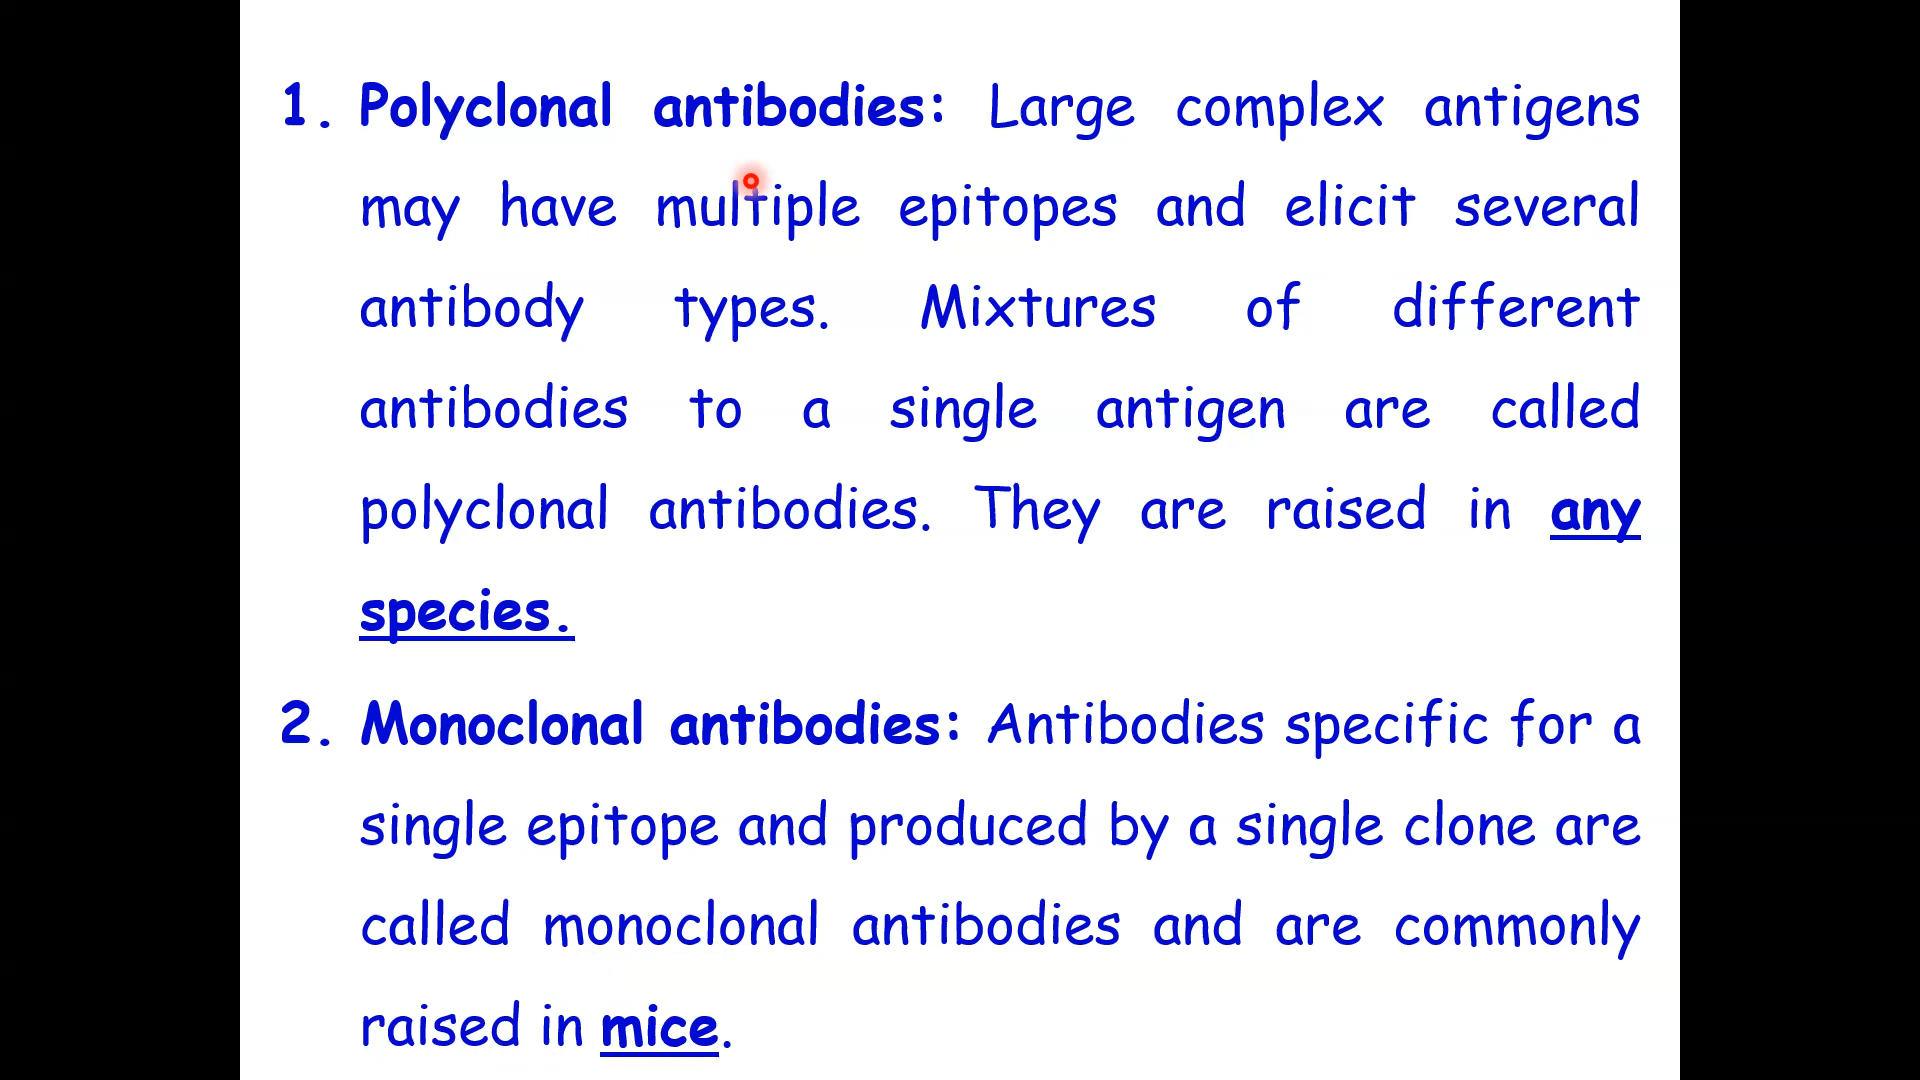 1. Polyclonal antibodies: Large complex antigens
may have multiple epitopes and elicit several
antibody types. Mixtures of different
antibodies to a single antigen are called
polyclonal antibodies. They are raised in any
species.
2. Monoclonal antibodies: Antibodies specific for a
single epitope and produced by a single clone are
called monoclonal antibodies and are commonly
raised in mice.